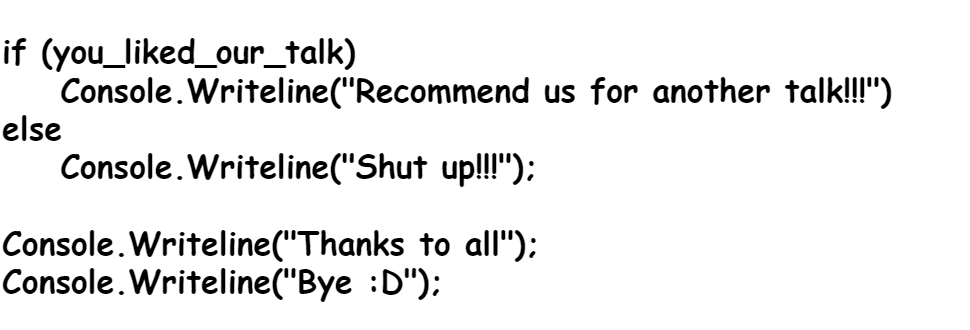 if (you_liked_our_talk)
    Console.Writeline("Recommend us for another talk!!!")
else
    Console.Writeline("Shut up!!!");

Console.Writeline("Thanks to all");
Console.Writeline("Bye :D");